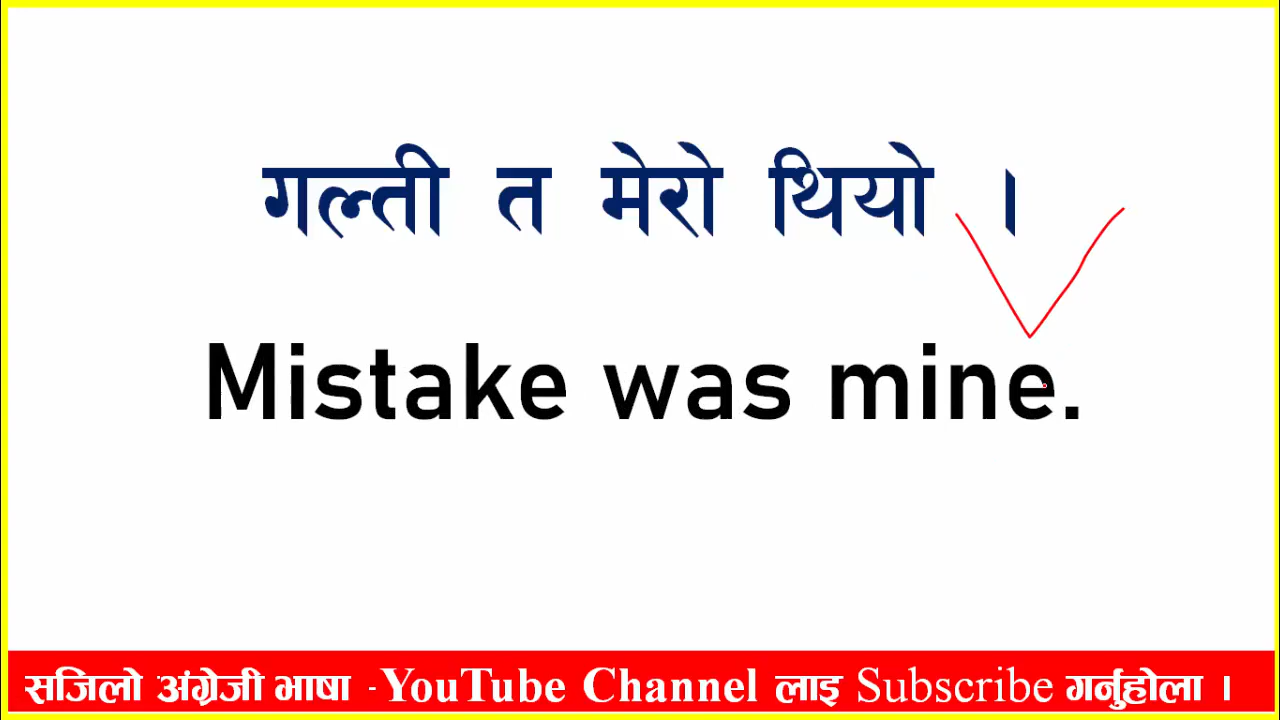 गल्ती त मेरो थियो ।
Mistake was mine.
सजिलो अंग्रेजी भाषा -YouTube Channel लाइ Subscribe गर्नुहोला ।